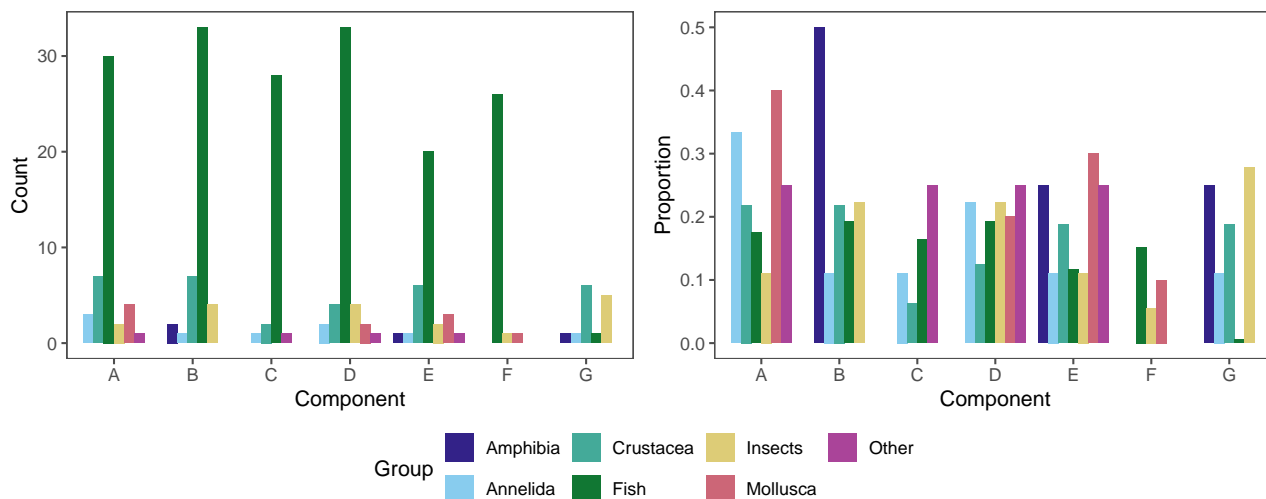 Count
30
20
10
0
A B C D E F G
Component
Proportion
0.5
0.4
0.3
0.2
0.1
0.0
A B C D E F G
Component
Group
Amphibia Crustacea Insects Other
Annelida Fish Mollusca